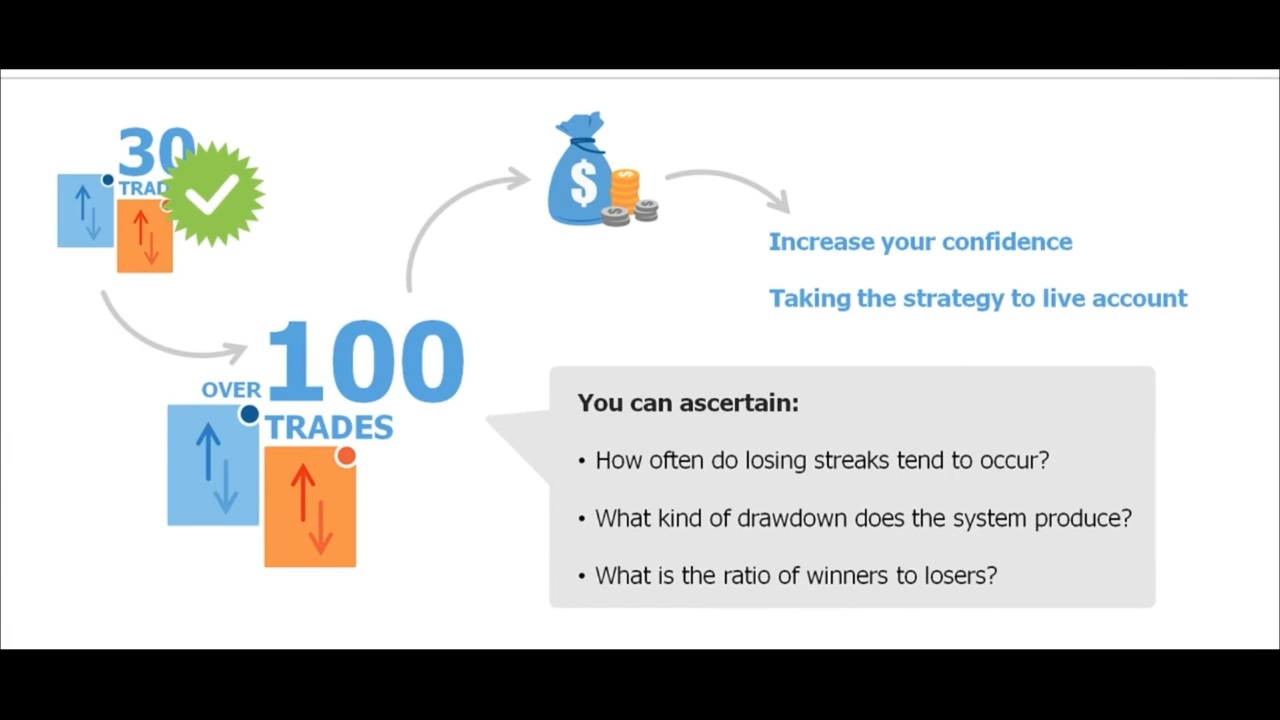 30
TRAD
OVER 100
TRADES
$
Increase your confidence
Taking the strategy to live account
You can ascertain:
• How often do losing streaks tend to occur?
• What kind of drawdown does the system produce?
• What is the ratio of winners to losers?